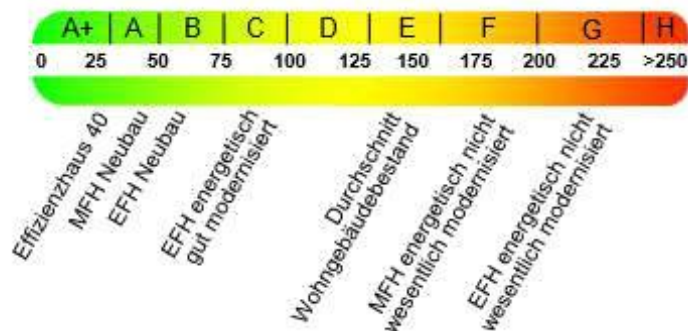 A+ A B C D E F G H
0 25 50 75 100 125 150 175 200 225 >250
Effizienzhaus 40
MFH Neubau
EFH Neubau
EFH energetisch
gut modernisiert
Durchschnitt
Wohngebäudebestand
MFH energetisch nicht
wesentlich modernisiert
EFH energetisch nicht
wesentlich modernisiert